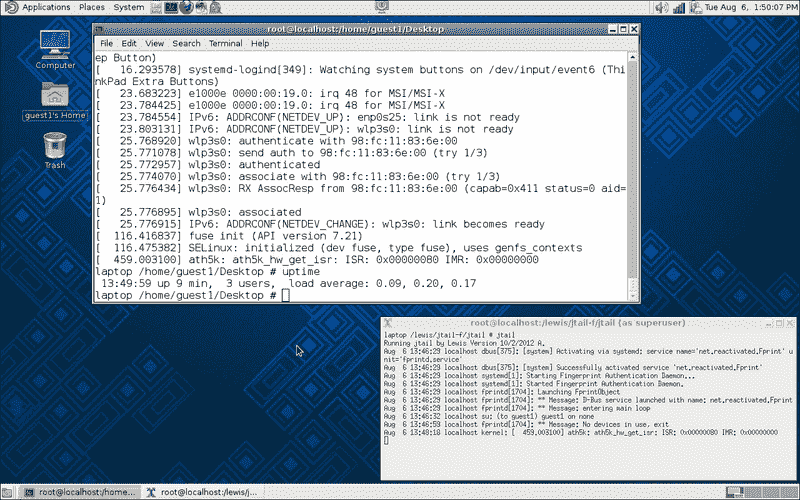 Applications Places System
Tue Aug 6, 1:50:07 PM
Computer
guest1's Home
Trash
root@localhost:/home/guest1/Desktop
File Edit View Search Terminal Help
ep Button)
[   16.293578] systemd-logind[349]: Watching system buttons on /dev/input/event6 (Thi
nkPad Extra Buttons)
[   23.683223] e1000e 0000:00:19.0: irq 48 for MSI/MSI-X
[   23.784425] e1000e 0000:00:19.0: irq 48 for MSI/MSI-X
[   23.784554] IPv6: ADDRCONF(NETDEV_UP): enp0s25: link is not ready
[   23.803131] IPv6: ADDRCONF(NETDEV_UP): wlp3s0: link is not ready
[   25.768920] wlp3s0: authenticate with 98:fc:11:83:6e:00
[   25.771078] wlp3s0: send auth to 98:fc:11:83:6e:00 (try 1/3)
[   25.772957] wlp3s0: authenticated
[   25.774070] wlp3s0: associate with 98:fc:11:83:6e:00 (try 1/3)
[   25.776434] wlp3s0: RX AssocResp from 98:fc:11:83:6e:00 (capab=0x411 status=0 aid=
1)
[   25.776895] wlp3s0: associated
[   25.776915] IPv6: ADDRCONF(NETDEV_CHANGE): wlp3s0: link becomes ready
[  116.416837] fuse init (API version 7.21)
[  116.475382] SELinux: initialized (dev fuse, type fuse), uses genfs_contexts
[  459.003100] ath5k: ath5k_hw_get_isr: ISR: 0x00000080 IMR: 0x00000000
laptop /home/guest1/Desktop # uptime
13:49:59 up 9 min,  3 users,  load average: 0.09, 0.20, 0.17
laptop /home/guest1/Desktop #
root@localhost:/lewis/jtail-f/jtail (as superuser)
laptop /lewis/jtail-f/jtail # jtail
Running jtail by Lewis Version 10/2/2012 A.
Aug  6 13:46:29 localhost dbus[375]: [system] Activating via systemd: service name='net.reactivated.Fprint' u
nit='fprintd.service'
Aug  6 13:46:29 localhost dbus[375]: [system] Successfully activated service 'net.reactivated.Fprint'
Aug  6 13:46:29 localhost systemd[1]: Starting Fingerprint Authentication Daemon...
Aug  6 13:46:29 localhost systemd[1]: Started Fingerprint Authentication Daemon.
Aug  6 13:46:29 localhost fprintd[1704]: Launching FprintObject
Aug  6 13:46:29 localhost fprintd[1704]: ** Message: D-Bus service launched with name: net.reactivated.Fprint
Aug  6 13:46:29 localhost fprintd[1704]: ** Message: entering main loop
Aug  6 13:46:32 localhost su: (to guest1) guest1 on none
Aug  6 13:46:59 localhost fprintd[1704]: ** Message: No devices in use, exit
Aug  6 13:48:18 localhost kernel: [  459.003100] ath5k: ath5k_hw_get_isr: ISR: 0x00000080 IMR: 0x00000000
root@localhost:/home...
root@localhost:/lewis/j...